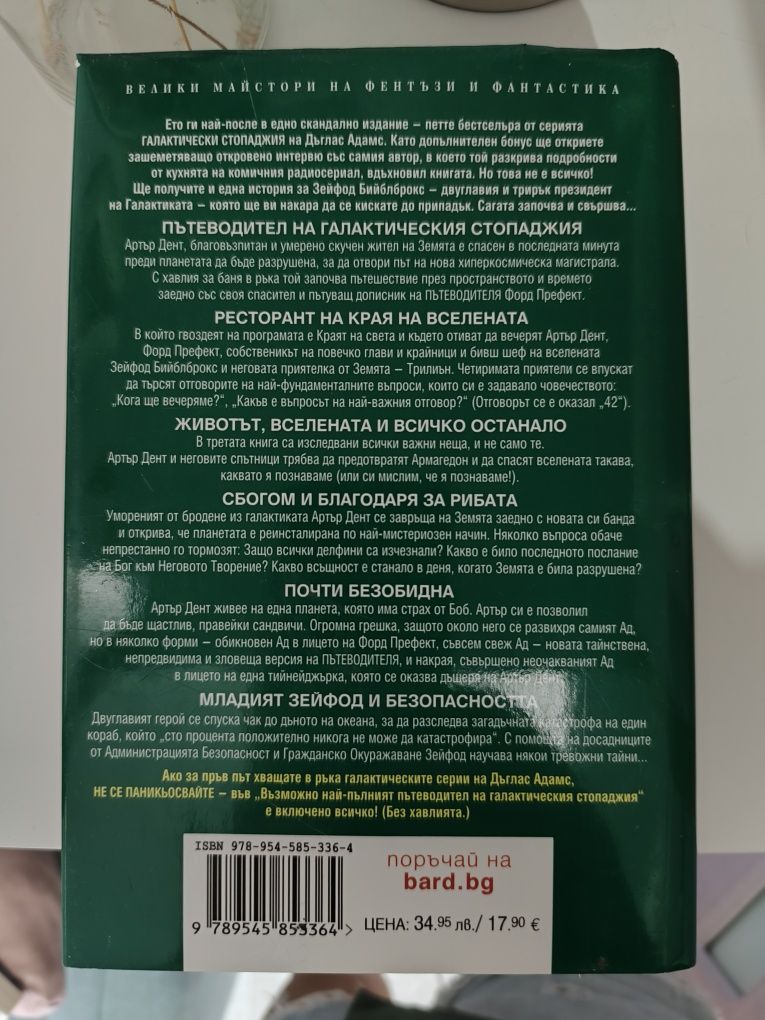 ВЕЛИКИ МАЙСТОРИ НА ФЕНТЪЗИ И ФАНТАСТИКА
Ето ги най-после в едно скандално издание – петте бестселъра от серията
ГАЛАКТИЧЕСКИ СТОПАДЖИЯ на Дъглас Адамс. Като допълнителен бонус ще откриете
зашеметяващо откровено интервю със самия автор, в което той разкрива подробности
от кухнята на комичния радиосериал, вдъхновил книгата. Но това не е всичко!
Ще получите и една история за Зейфод Бийблброкс – двуглавия и трирък президент
на Галактиката – която ще ви накара да се кискате до припадък. Сагата започва и свършва...
ПЪТЕВОДИТЕЛ НА ГАЛАКТИЧЕСКИЯ СТОПАДЖИЯ
Артър Дент, благовъзпитан и умерено скучен жител на Земята е спасен в последната минута
преди планетата да бъде разрушена, за да отвори път на нова хиперкосмическа магистрала.
С хавлия за баня в ръка той започва пътешествие през пространството и времето
заедно със своя спасител и пътуващ дописник на ПЪТЕВОДИТЕЛЯ Форд Префект.
РЕСТОРАНТ НА КРАЯ НА ВСЕЛЕНАТА
В който гвоздеят на програмата е Краят на света и където отиват да вечерят Артър Дент,
Форд Префект, собственикът на повечко глави и крайници и бивш шеф на вселената
Зейфод Бийблброкс и неговата приятелка от Земята – Трилиън. Четиримата приятели се впускат
да търсят отговорите на най-фундаменталните въпроси, които си е задавало човечеството:
„Кога ще вечеряме?“, „Какъв е въпросът на най-важния отговор?“ (Отговорът се е оказал „42“).
ЖИВОТЪТ, ВСЕЛЕНАТА И ВСИЧКО ОСТАНАЛО
В третата книга са изследвани всички важни неща, и не само те.
Артър Дент и неговите спътници трябва да предотвратят Армагедон и да спасят вселената такава,
каквато я познаваме (или си мислим, че я познаваме!).
СБОГОМ И БЛАГОДАРЯ ЗА РИБАТА
Умореният от бродене из галактиката Артър Дент се завръща на Земята заедно с новата си банда
и открива, че планетата е реинсталирана по най-мистериозен начин. Няколко въпроса обаче
непрестанно го тормозят: Защо всички делфини са изчезнали? Какво е било последното послание
на Бог към Неговото Творение? Какво всъщност е станало в деня, когато Земята е била разрушена?
ПОЧТИ БЕЗОБИДНА
Артър Дент живее на една планета, която има страх от Боб. Артър си е позволил
да бъде щастлив, правейки сандвичи. Огромна грешка, защото около него се развихря самият Ад,
но в няколко форми – обикновен Ад в лицето на Форд Префект, съвсем свеж Ад – новата тайнствена,
непредвидима и зловеща версия на ПЪТЕВОДИТЕЛЯ, и накрая, съвършено неочакваният Ад
в лицето на една тийнейджърка, която се оказва дъщеря на Артър Дент.
МЛАДИЯТ ЗЕЙФОД И БЕЗОПАСНОСТТА
Двуглавият герой се спуска чак до дъното на океана, за да разследва загадъчната катастрофа на един
кораб, който „сто процента положително никога не може да катастрофира“. С помощта на досадниците
от Администрацията Безопасност и Гражданско Окуражаване Зейфод научава някои тревожни тайни...
Ако за пръв път хващате в ръка галактическите серии на Дъглас Адамс,
НЕ СЕ ПАНИКЬОСВАЙТЕ – във „Възможно най-пълният пътеводител на галактическия стопаджия“
е включено всичко! (Без хавлията.)
ISBN 978-954-585-336-4
поръчай на
bard.bg
9 789545 853364 >
ЦЕНА: 34.95 лв./ 17.90 €